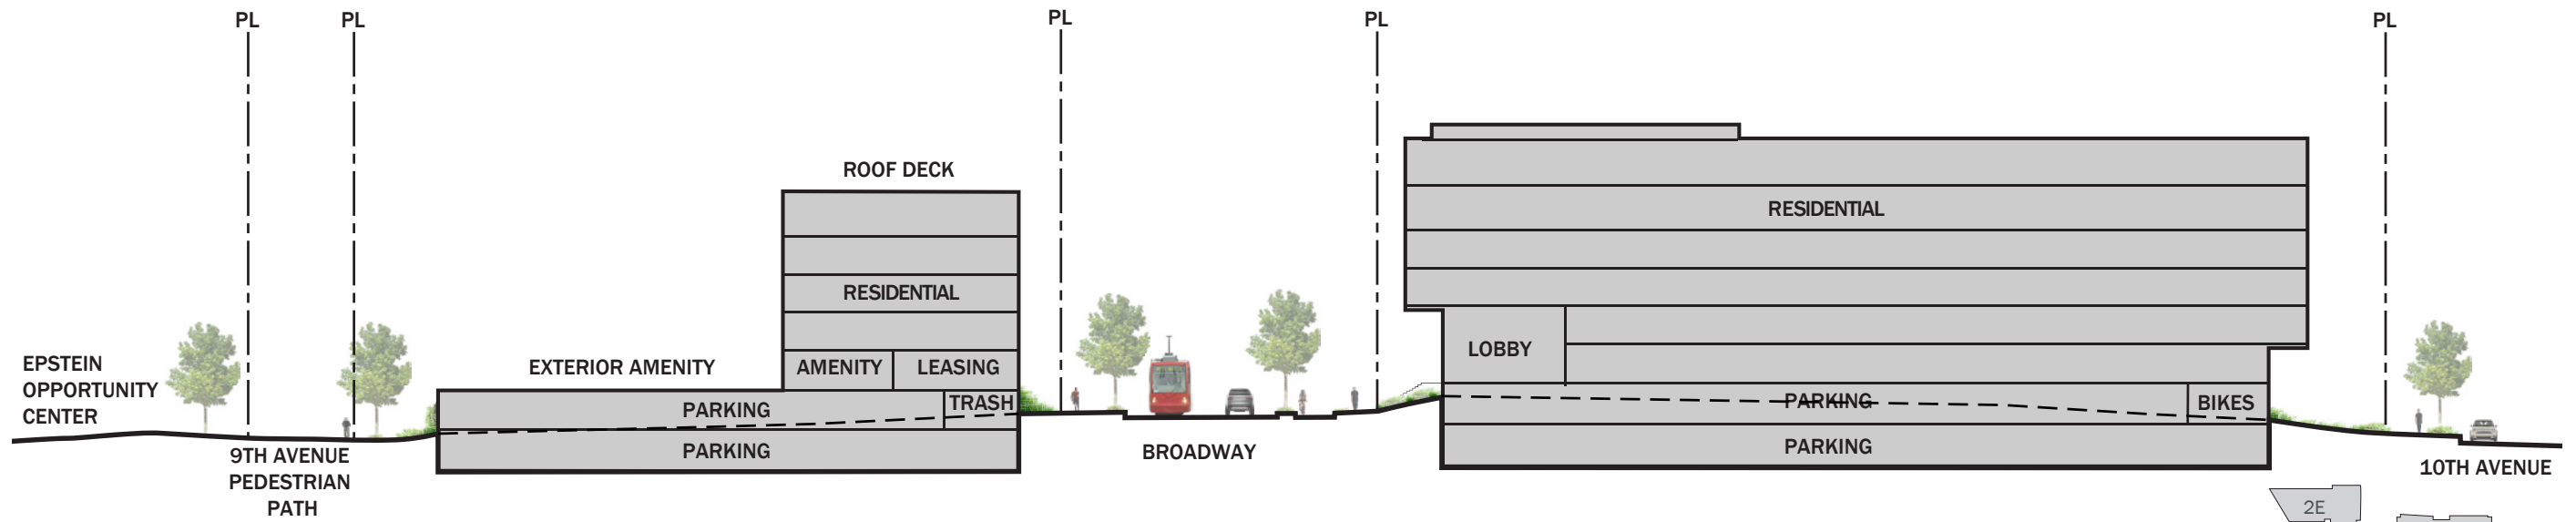 PL
PL
PL
PL
PL
ROOF DECK
RESIDENTIAL
RESIDENTIAL
EPSTEIN
OPPORTUNITY
CENTER
EXTERIOR AMENITY
AMENITY
LEASING
LOBBY
PARKING
TRASH
PARKING
BIKES
PARKING
PARKING
9TH AVENUE
PEDESTRIAN
PATH
BROADWAY
10TH AVENUE
2E